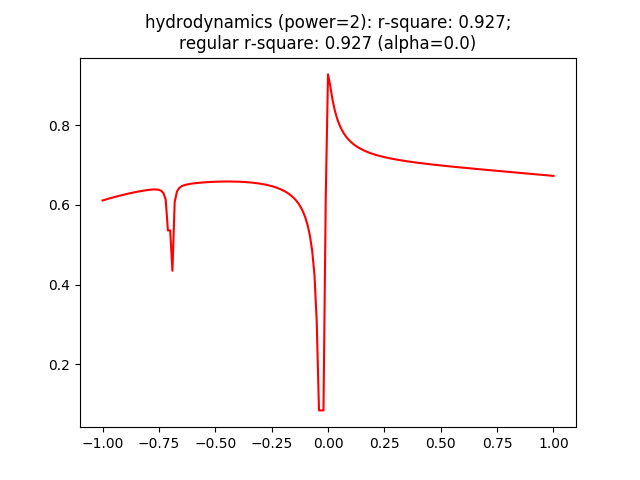 hydrodynamics (power=2): r-square: 0.927;
regular r-square: 0.927 (alpha=0.0)
0.8
0.6
0.4
0.2
−1.00 −0.75 −0.50 −0.25 0.00 0.25 0.50 0.75 1.00